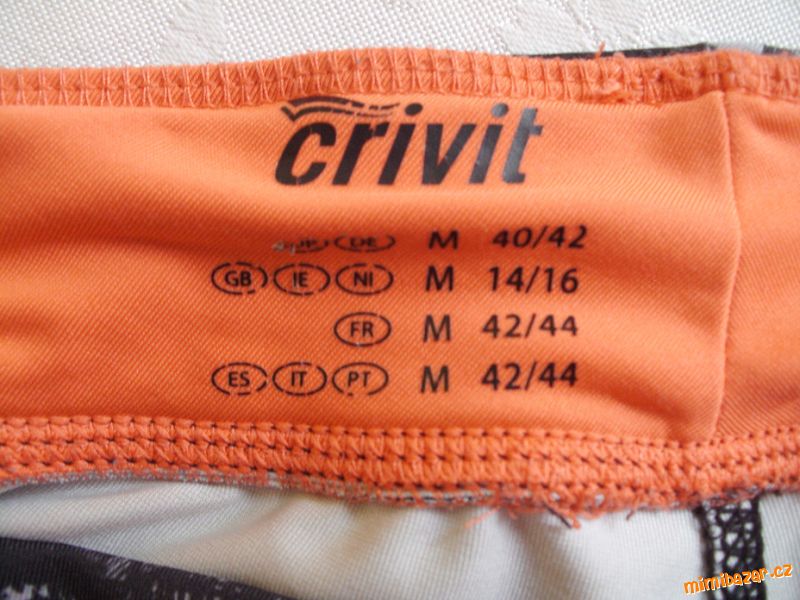 crivit
DE M 40/42
GB IE NI M 14/16
FR M 42/44
ES IT PT M 42/44
mimibazar.cz